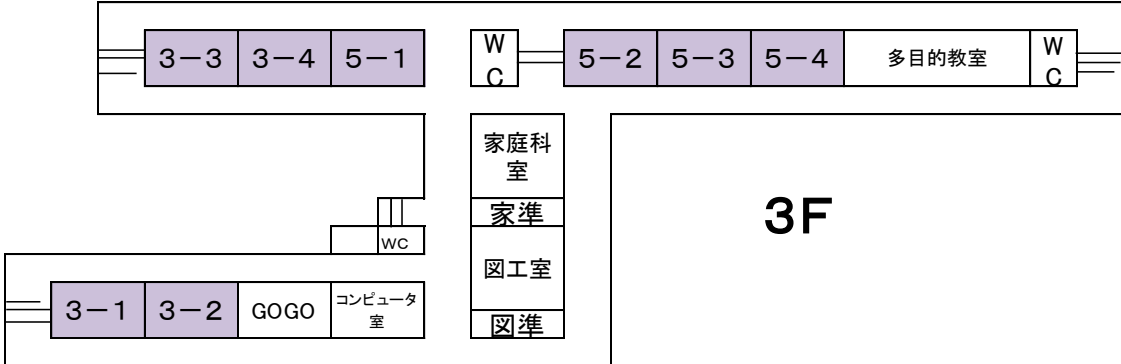 3－3
3－4
5－1
W
C
5－2
5－3
5－4
多目的教室
W
C
家庭科
室
家準
3F
WC
図工室
3－1
3－2
GOGO
コンピュータ
室
図準